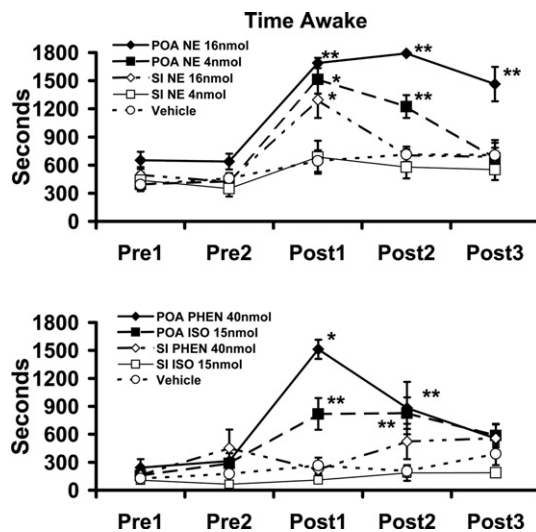 Time Awake
POA NE 16nmol
POA NE 4nmol
SI NE 16nmol
SI NE 4nmol
Vehicle
Seconds
1800
1500
1200
900
600
300
0
**
**
**
*
*
**
Pre1 Pre2 Post1 Post2 Post3
POA PHEN 40nmol
POA ISO 15nmol
SI PHEN 40nmol
SI ISO 15nmol
Vehicle
Seconds
1800
1500
1200
900
600
300
0
*
**
**
**
Pre1 Pre2 Post1 Post2 Post3